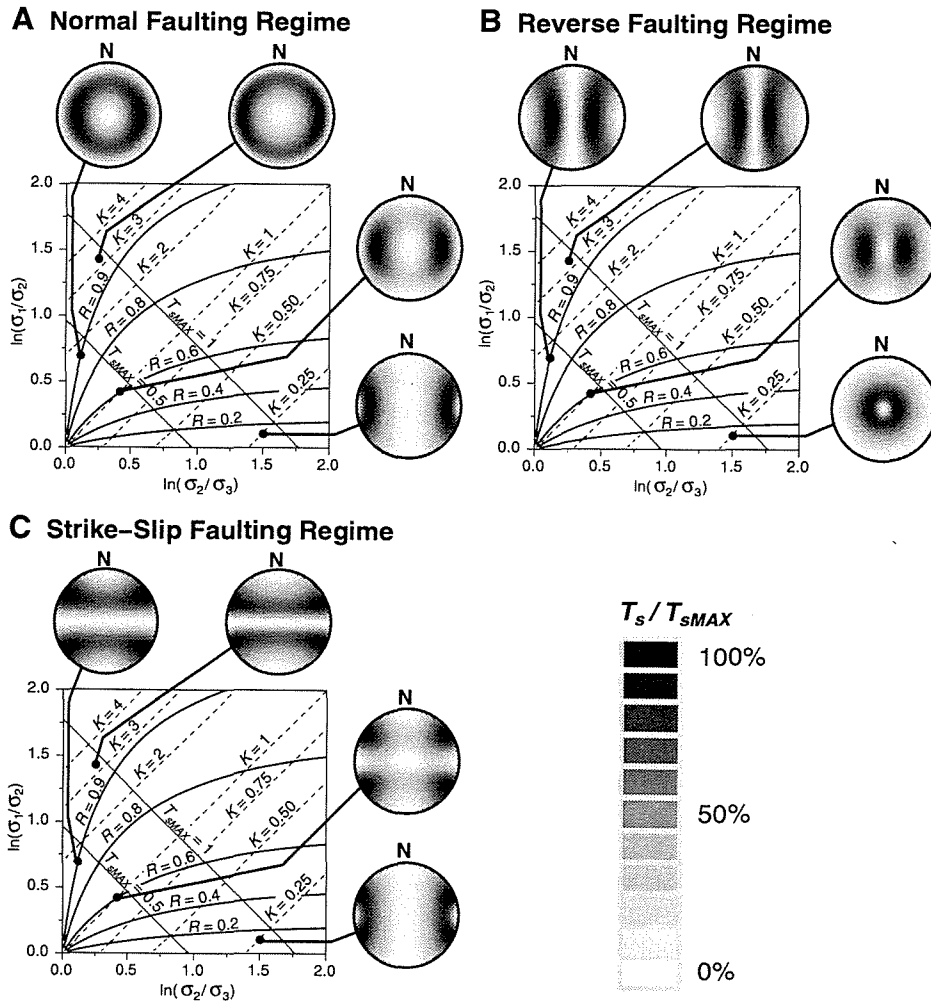 A Normal Faulting Regime
N
N
2.0
1.5
1.0
0.5
0.0
ln(σ1/σ2)
0.0
0.5
1.0
1.5
2.0
ln(σ2/σ3)
K = 4
K = 3
K = 2
K = 1
K = 0.75
K = 0.50
K = 0.25
R = 0.9
R = 0.8
R = 0.6
R = 0.4
R = 0.2
TsMAX = 1
TsMAX = 0.5
N
N
B Reverse Faulting Regime
N
N
2.0
1.5
1.0
0.5
0.0
ln(σ1/σ2)
0.0
0.5
1.0
1.5
2.0
ln(σ2/σ3)
K = 4
K = 3
K = 2
K = 1
K = 0.75
K = 0.50
K = 0.25
R = 0.9
R = 0.8
R = 0.6
R = 0.4
R = 0.2
TsMAX = 1
TsMAX = 0.5
N
N
C Strike–Slip Faulting Regime
N
N
2.0
1.5
1.0
0.5
0.0
ln(σ1/σ2)
0.0
0.5
1.0
1.5
2.0
ln(σ2/σ3)
K = 4
K = 3
K = 2
K = 1
K = 0.75
K = 0.50
K = 0.25
R = 0.9
R = 0.8
R = 0.6
R = 0.4
R = 0.2
TsMAX = 1
TsMAX = 0.5
N
N
Ts / TsMAX
100%
50%
0%